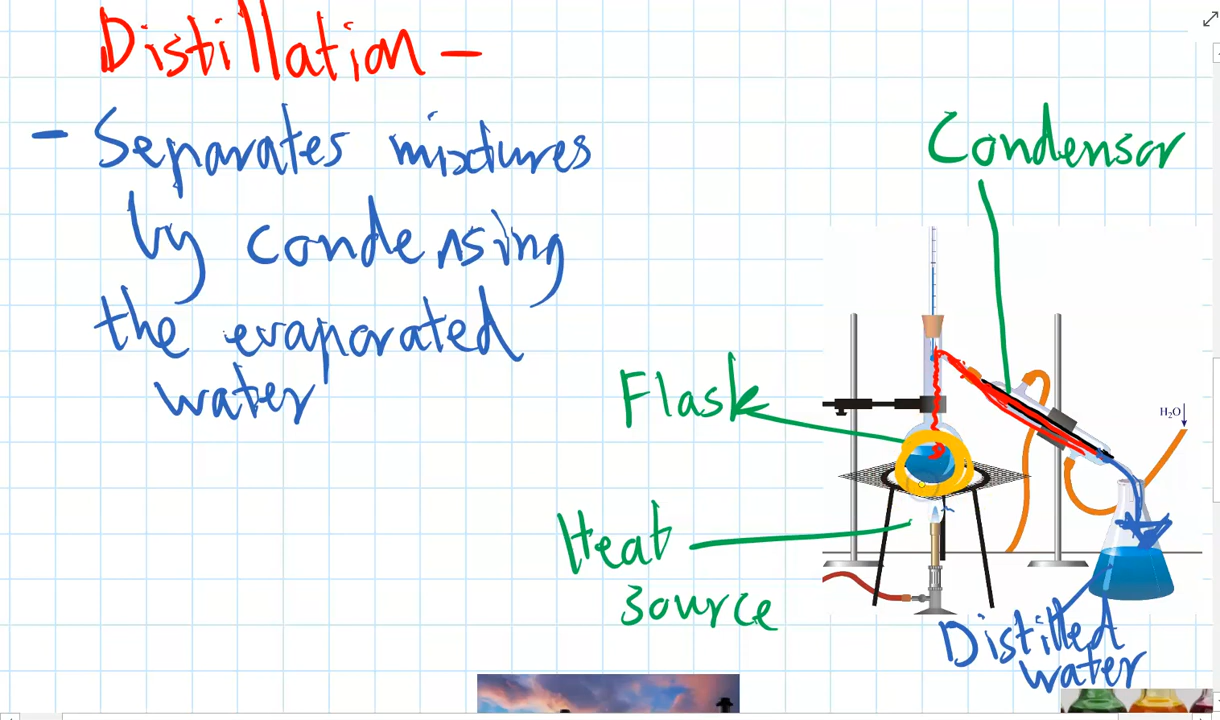 Distillation -
- Separates mixtures
by condensing
the evaporated
water
Condensor
Flask
H₂O
Heat
source
Distilled
water